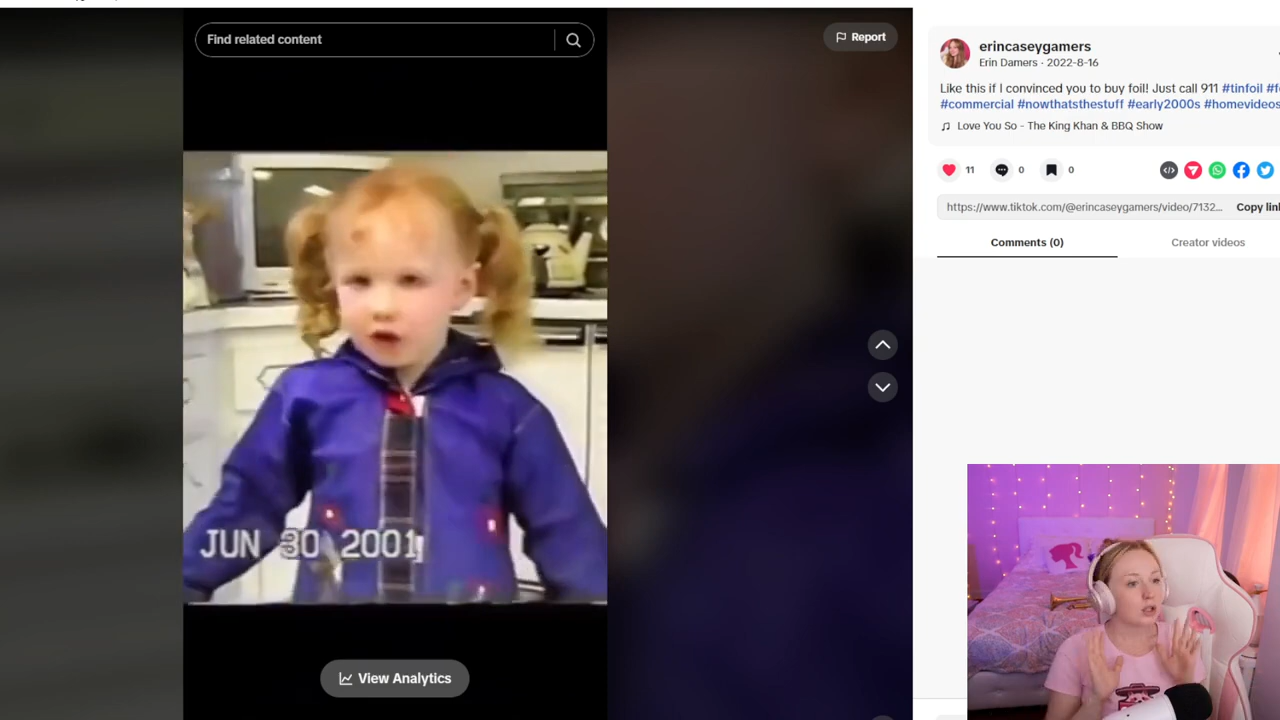 Find related content
Report
erincaseygamers
Erin Damers · 2022-8-16
Like this if I convinced you to buy foil! Just call 911 #tinfoil
#commercial #nowthatsthestuff #early2000s #homevideos
Love You So - The King Khan & BBQ Show
11
0
0
https://www.tiktok.com/@erincaseygamers/video/7132...
Copy link
Comments (0)
Creator videos
JUN 30 2001
View Analytics